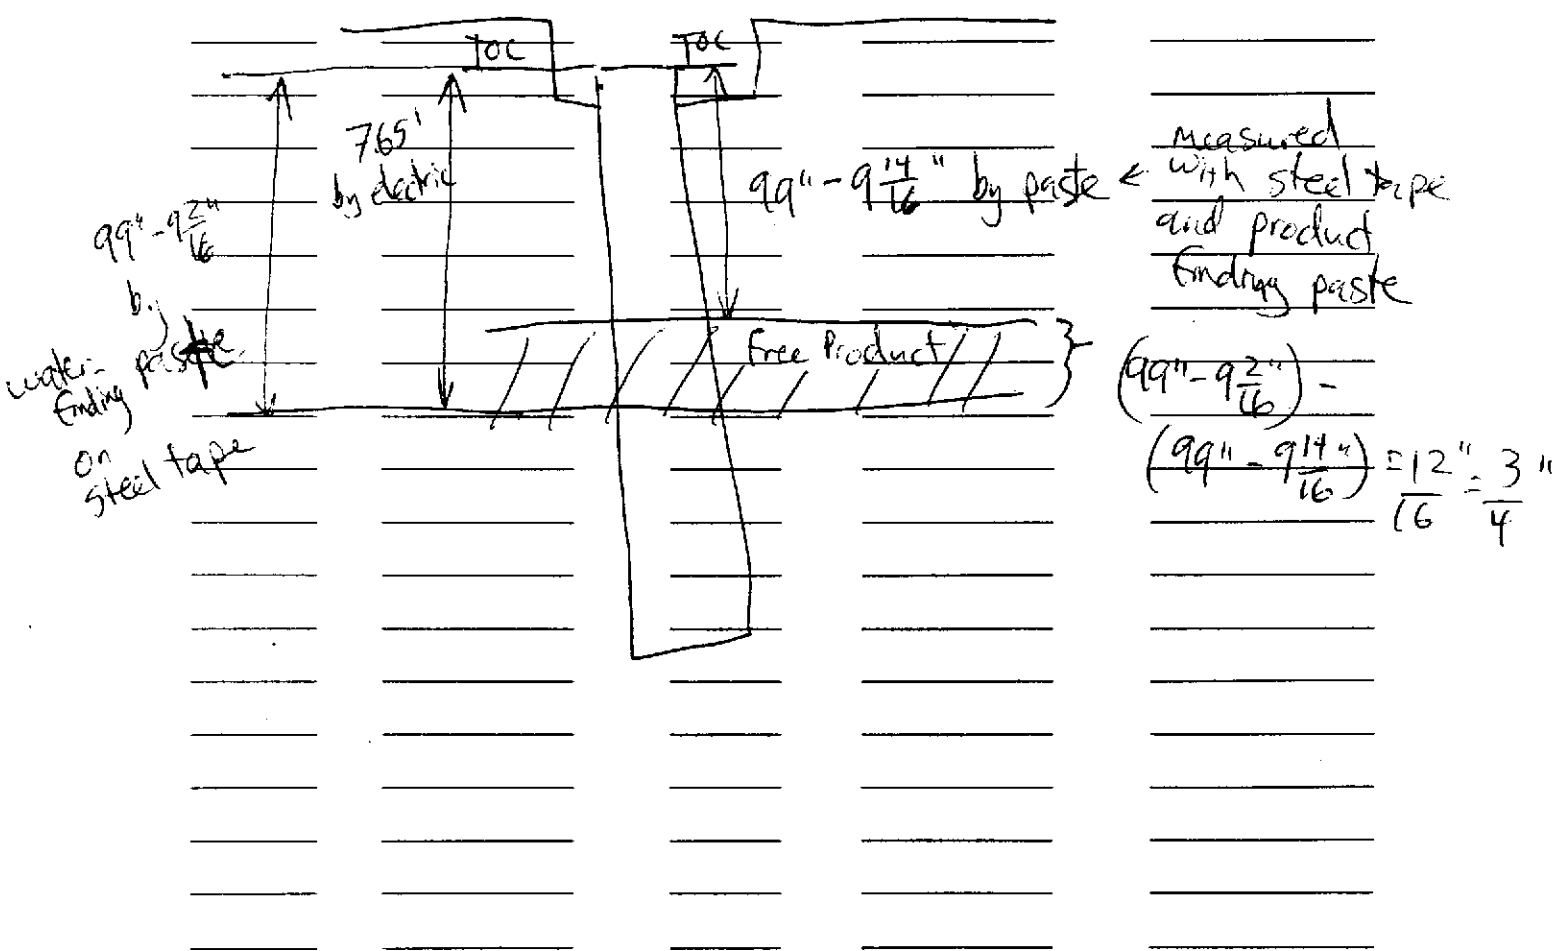 TOC
TOC
7.65'
by electric
99" - 9 2/16"
by
water-
finding paste
on
steel tape
99" - 9 14/16" by paste ←
measured
with steel tape
and product
finding paste
Free Product
(99" - 9 2/16") -
(99" - 9 14/16") = 12/16" = 3/4"